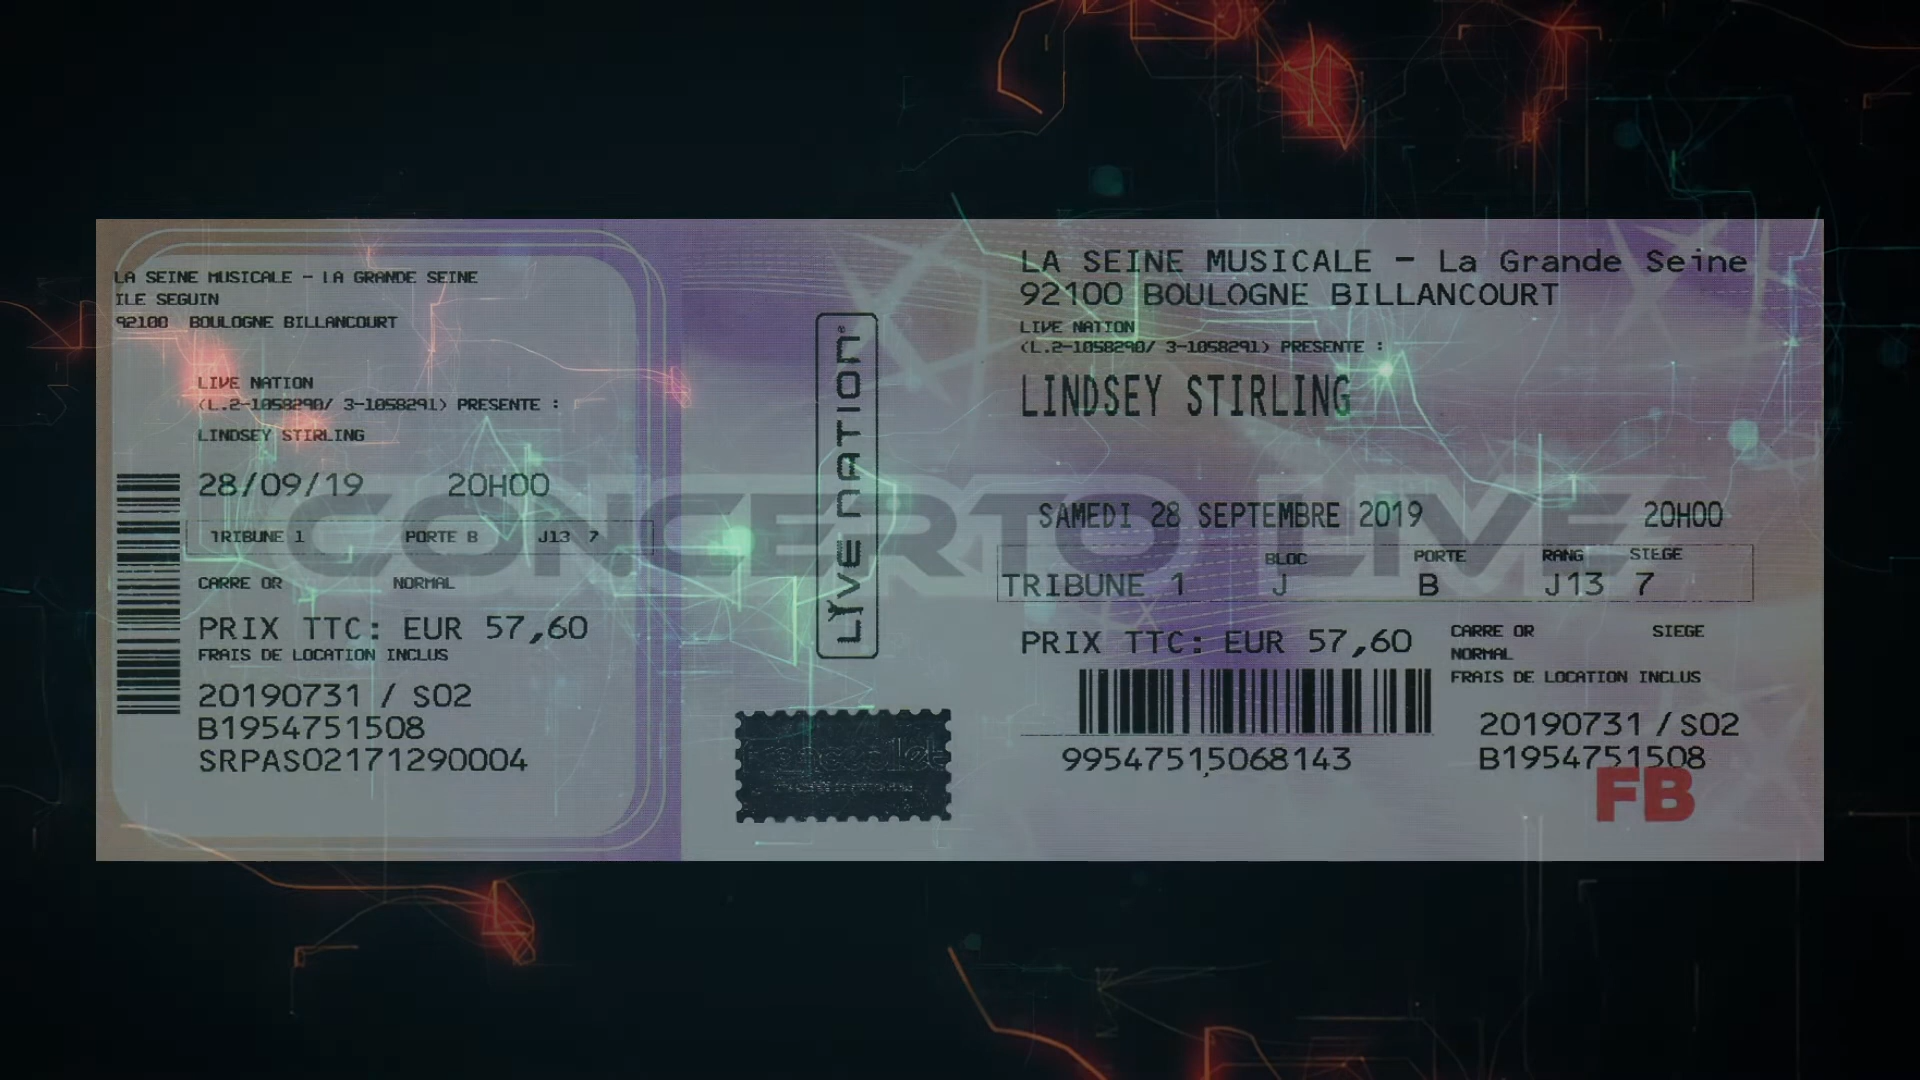 LA SEINE MUSICALE - LA GRANDE SEINE
ILE SEGUIN
92100 BOULOGNE BILLANCOURT
LIVE NATION
(L.2-1058290/ 3-1058291) PRESENTE :
LINDSEY STIRLING
28/09/19 20H00
TRIBUNE 1 PORTE B J13 7
CARRE OR NORMAL
PRIX TTC: EUR 57,60
FRAIS DE LOCATION INCLUS
20190731 / S02
B1954751508
SRPAS02171290004
LIVE NATION
francebillet
CONCERTO LIVE
LA SEINE MUSICALE - La Grande Seine
92100 BOULOGNE BILLANCOURT
LIVE NATION
(L.2-1058290/ 3-1058291) PRESENTE :
LINDSEY STIRLING
SAMEDI 28 SEPTEMBRE 2019 20H00
BLOC PORTE RANG SIEGE
TRIBUNE 1 J B J13 7
PRIX TTC: EUR 57,60
CARRE OR SIEGE
NORMAL
FRAIS DE LOCATION INCLUS
99547515068143
20190731 / S02
B1954751508
FB